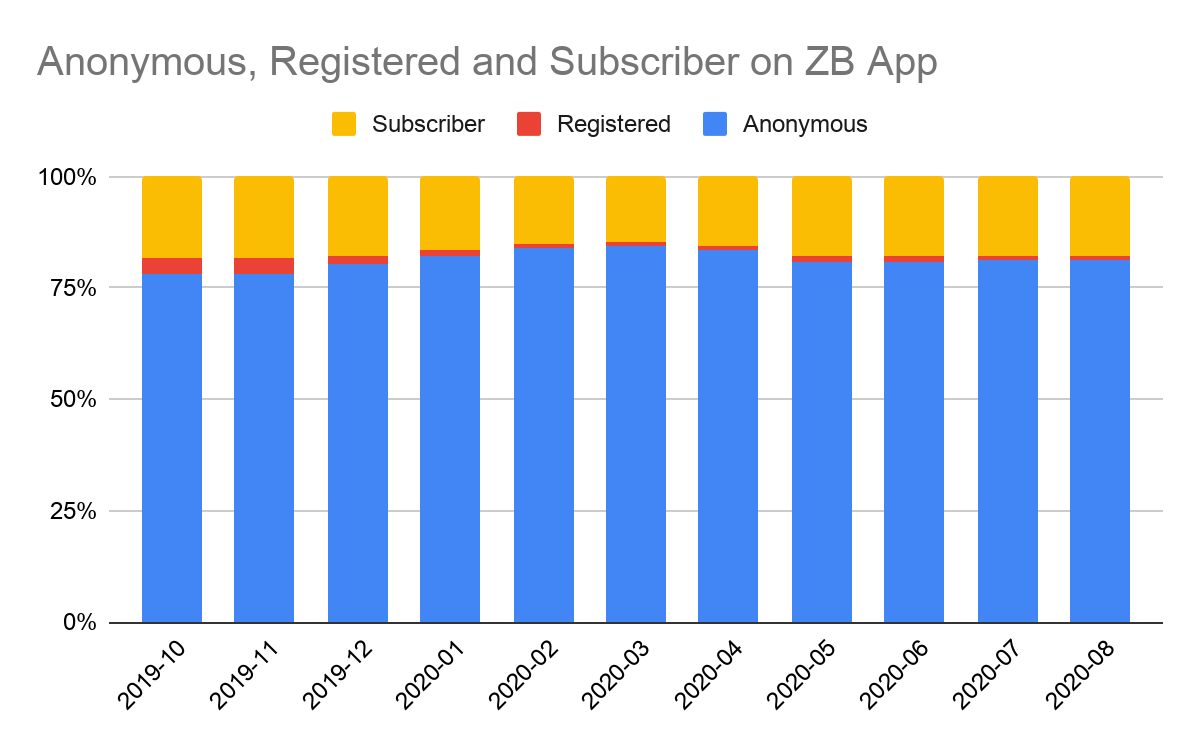 Anonymous, Registered and Subscriber on ZB App
Subscriber Registered Anonymous
100%
75%
50%
25%
0%
2019-10 2019-11 2019-12 2020-01 2020-02 2020-03 2020-04 2020-05 2020-06 2020-07 2020-08